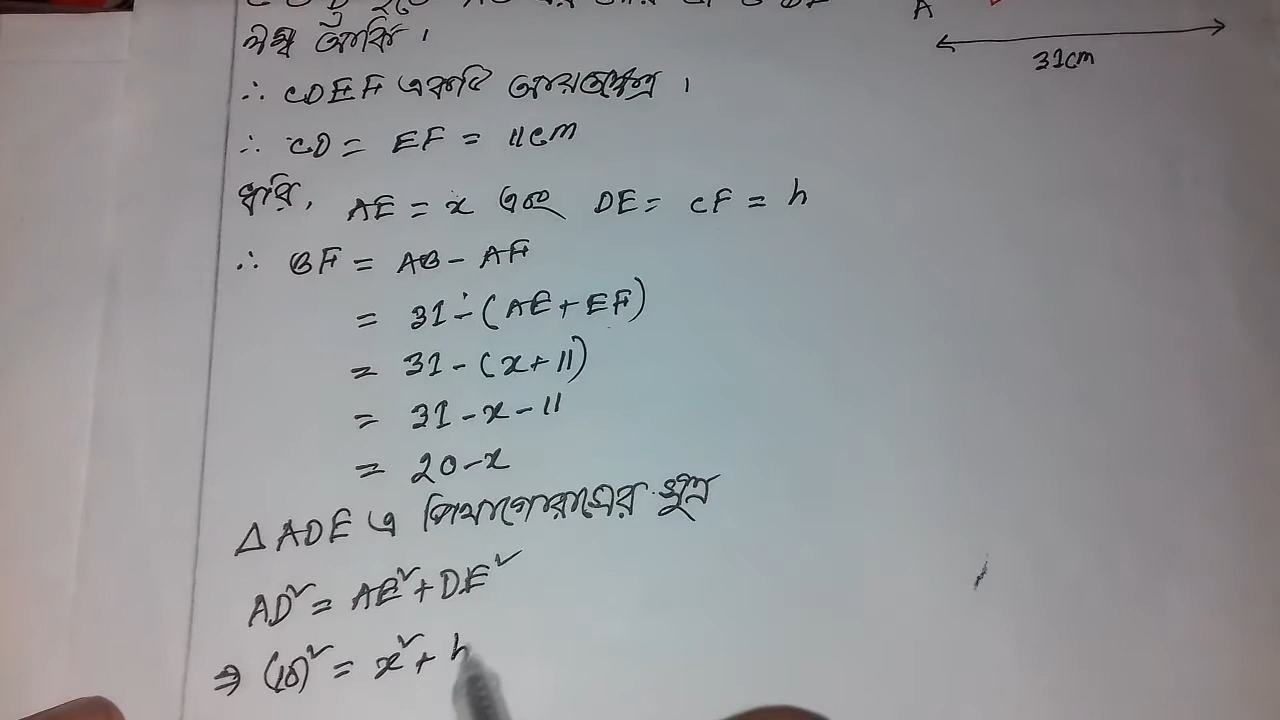 A
31cm
লম্ব আঁকি।
∴ CDEF একটি আয়তক্ষেত্র।
∴ CD = EF = 11cm
ধরি, AE = x এবং DE = CF = h
∴ BF = AB - AF
= 31 - (AE + EF)
= 31 - (x + 11)
= 31 - x - 11
= 20 - x
△ ADE এ পিথাগোরাসের সূত্র
AD² = AE² + DE²
⇒ (10)² = x² + h